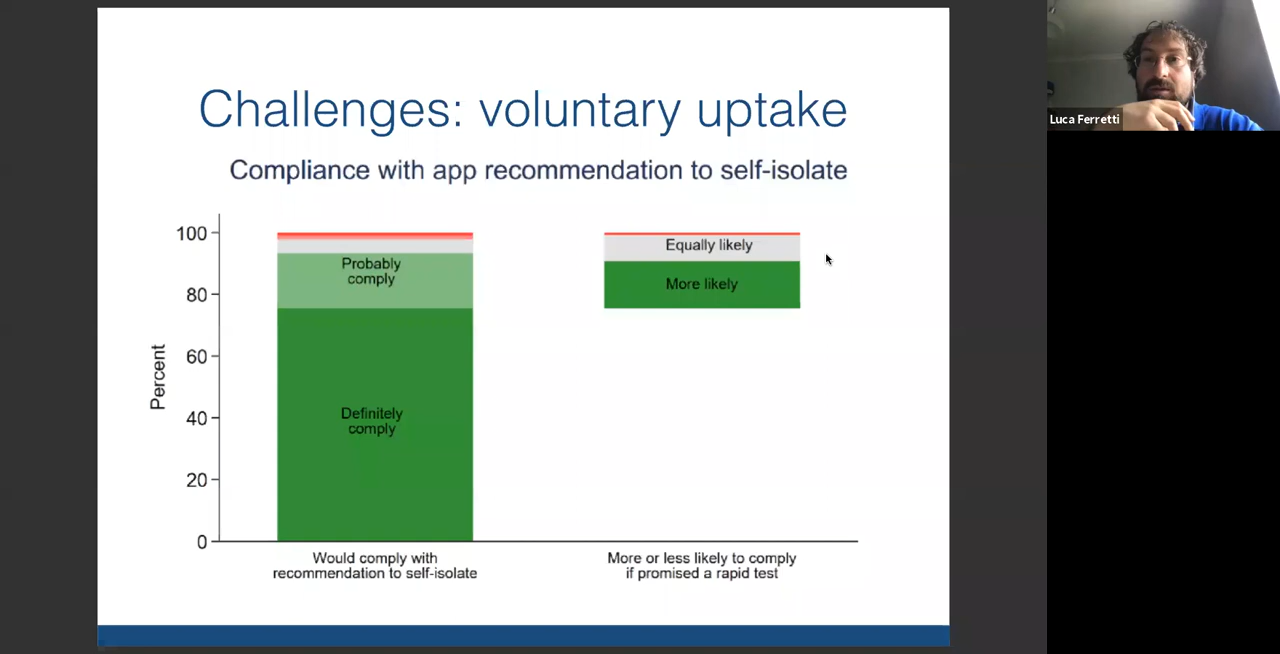 Challenges: voluntary uptake
Compliance with app recommendation to self-isolate
Luca Ferretti
Percent
100
80
60
40
20
0
Probably
comply
Definitely
comply
Equally likely
More likely
Would comply with
recommendation to self-isolate
More or less likely to comply
if promised a rapid test